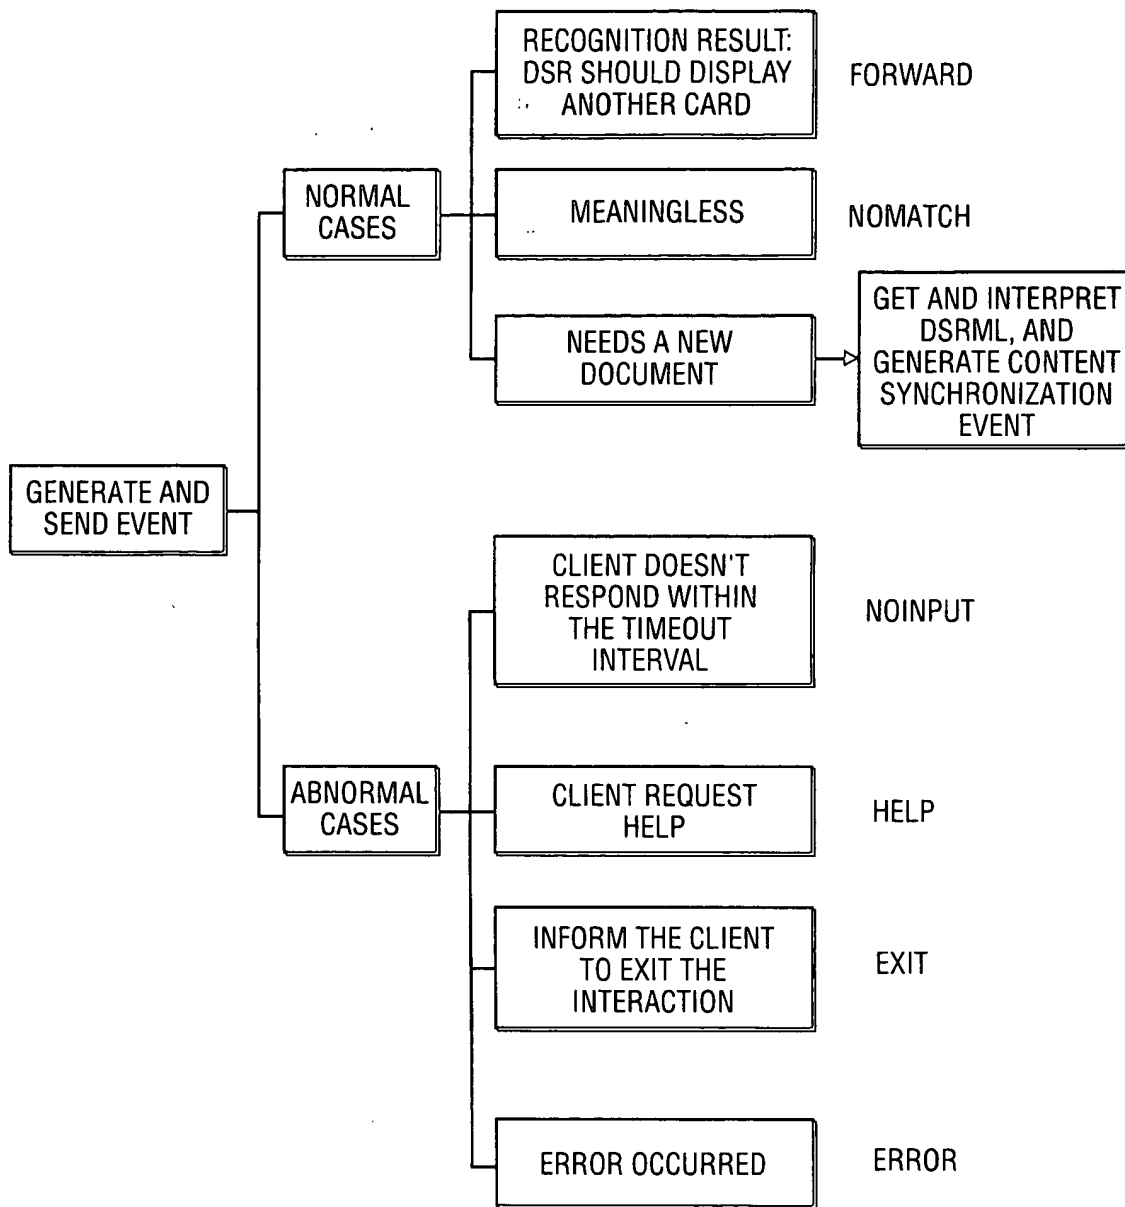 RECOGNITION RESULT:
DSR SHOULD DISPLAY
ANOTHER CARD
FORWARD
NORMAL
CASES
MEANINGLESS
NOMATCH
NEEDS A NEW
DOCUMENT
GET AND INTERPRET
DSRML, AND
GENERATE CONTENT
SYNCHRONIZATION
EVENT
GENERATE AND
SEND EVENT
CLIENT DOESN'T
RESPOND WITHIN
THE TIMEOUT
INTERVAL
NOINPUT
ABNORMAL
CASES
CLIENT REQUEST
HELP
HELP
INFORM THE CLIENT
TO EXIT THE
INTERACTION
EXIT
ERROR OCCURRED
ERROR